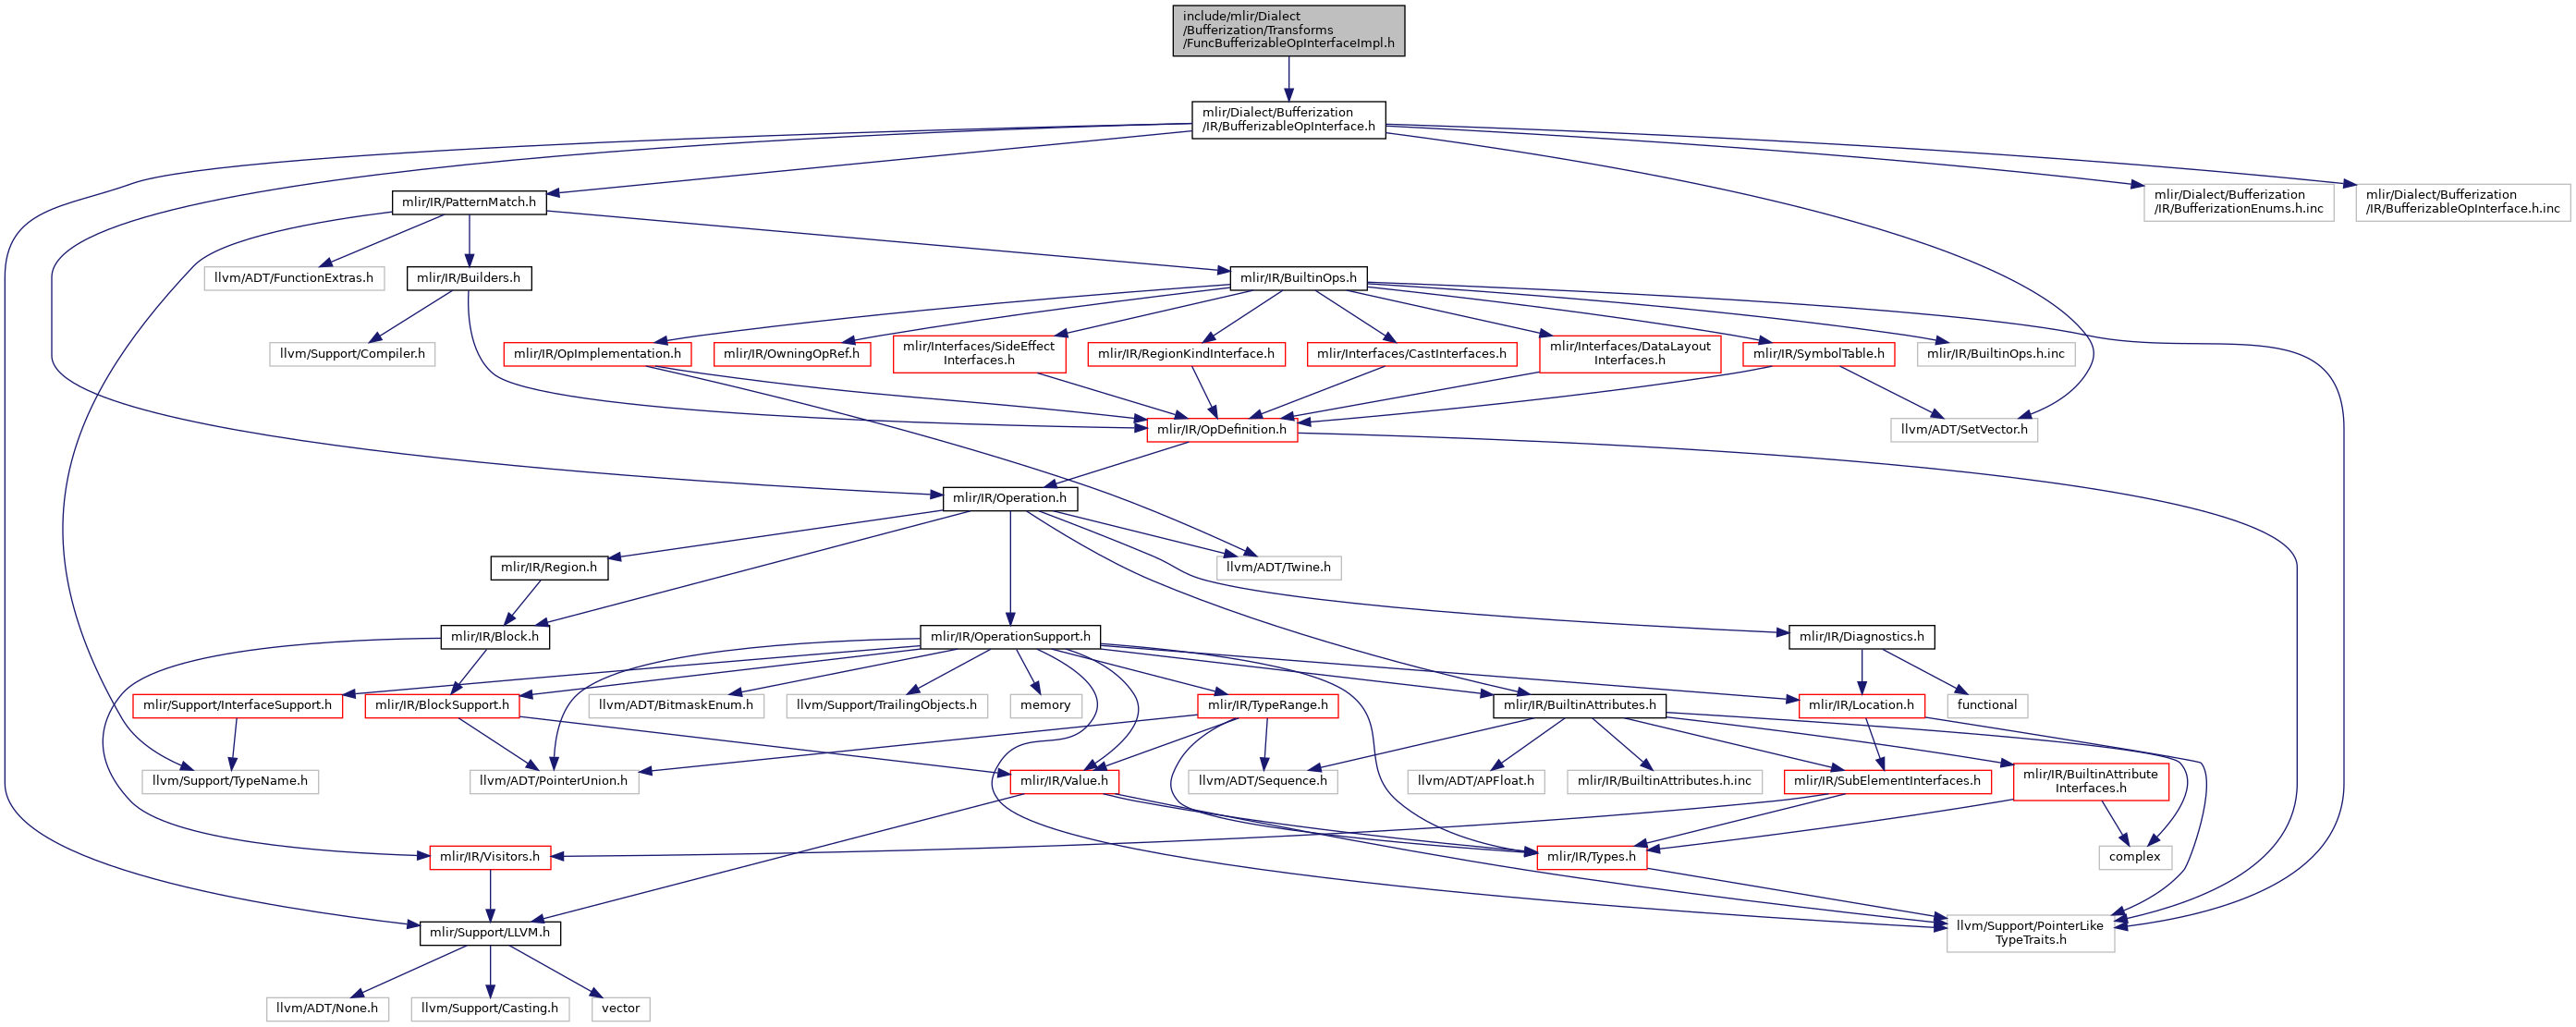 include/mlir/Dialect
/Bufferization/Transforms
/FuncBufferizableOpInterfaceImpl.h
mlir/Dialect/Bufferization
/IR/BufferizableOpInterface.h
mlir/IR/PatternMatch.h
mlir/Dialect/Bufferization
/IR/BufferizationEnums.h.inc
mlir/Dialect/Bufferization
/IR/BufferizableOpInterface.h.inc
llvm/ADT/FunctionExtras.h
mlir/IR/Builders.h
mlir/IR/BuiltinOps.h
llvm/Support/Compiler.h
mlir/IR/OpImplementation.h
mlir/IR/OwningOpRef.h
mlir/Interfaces/SideEffect
Interfaces.h
mlir/IR/RegionKindInterface.h
mlir/Interfaces/CastInterfaces.h
mlir/Interfaces/DataLayout
Interfaces.h
mlir/IR/SymbolTable.h
mlir/IR/BuiltinOps.h.inc
mlir/IR/OpDefinition.h
llvm/ADT/SetVector.h
mlir/IR/Operation.h
mlir/IR/Region.h
llvm/ADT/Twine.h
mlir/IR/Block.h
mlir/IR/OperationSupport.h
mlir/IR/Diagnostics.h
mlir/Support/InterfaceSupport.h
mlir/IR/BlockSupport.h
llvm/ADT/BitmaskEnum.h
llvm/Support/TrailingObjects.h
memory
mlir/IR/TypeRange.h
mlir/IR/BuiltinAttributes.h
mlir/IR/Location.h
functional
llvm/Support/TypeName.h
llvm/ADT/PointerUnion.h
mlir/IR/Value.h
llvm/ADT/Sequence.h
llvm/ADT/APFloat.h
mlir/IR/BuiltinAttributes.h.inc
mlir/IR/SubElementInterfaces.h
mlir/IR/BuiltinAttribute
Interfaces.h
mlir/IR/Visitors.h
mlir/IR/Types.h
complex
mlir/Support/LLVM.h
llvm/Support/PointerLike
TypeTraits.h
llvm/ADT/None.h
llvm/Support/Casting.h
vector